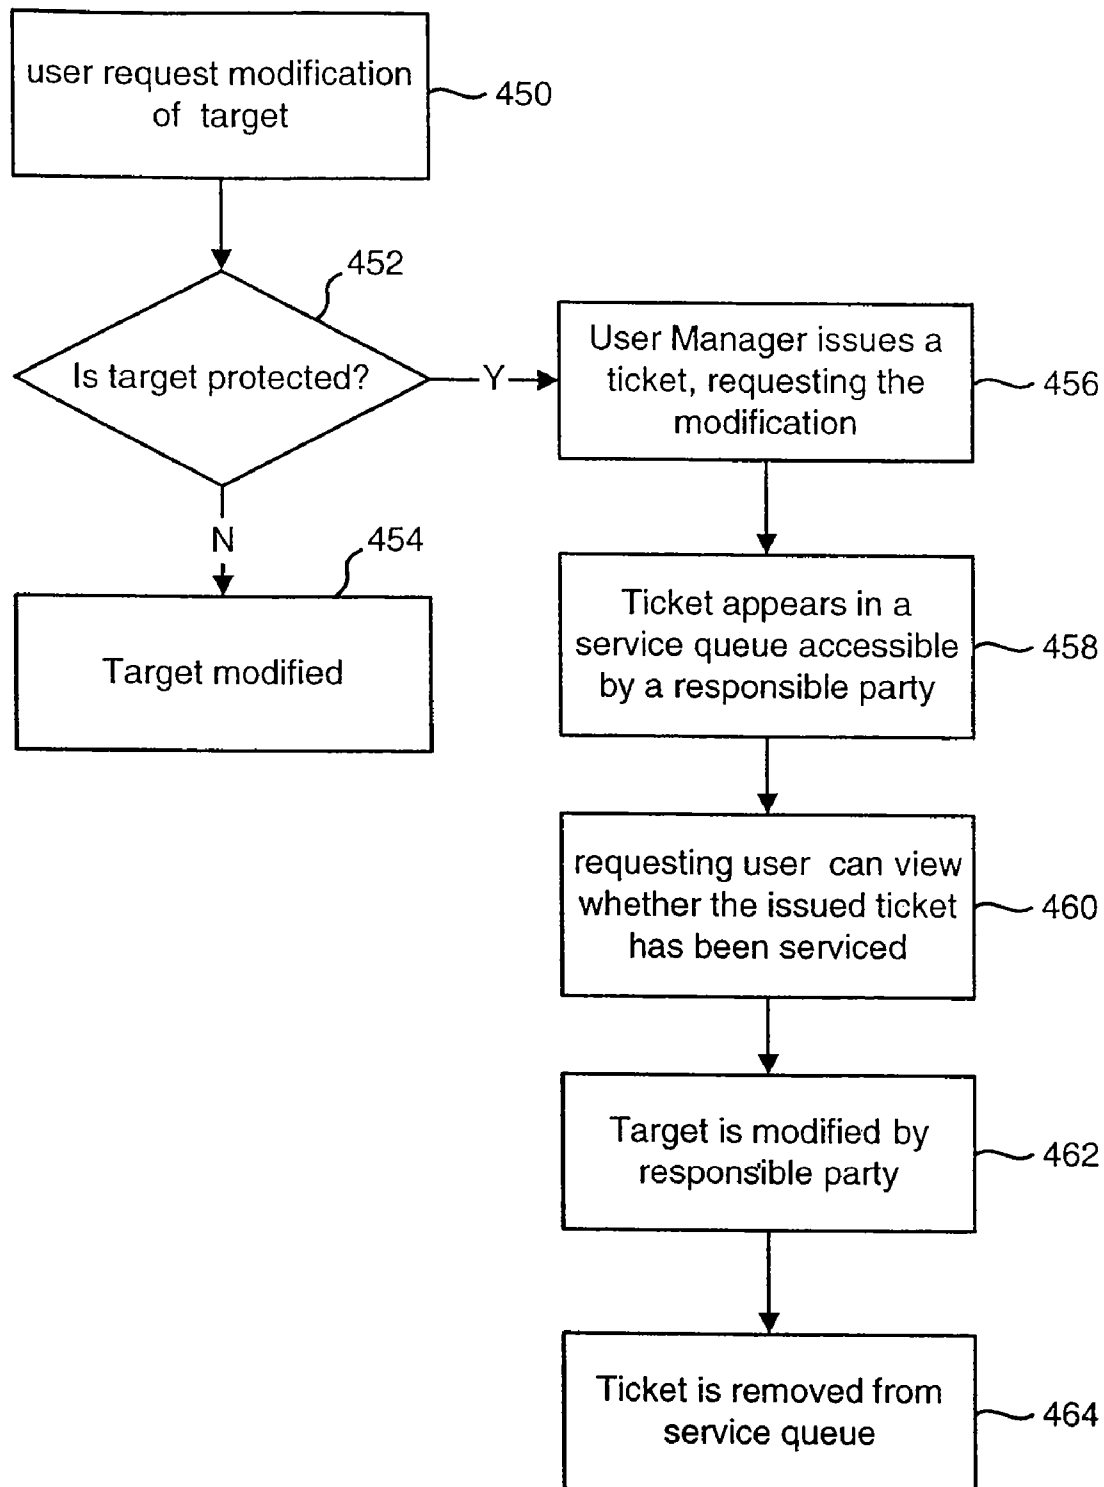 user request modification
of target
450
452
Is target protected?
Y
N
454
Target modified
User Manager issues a
ticket, requesting the
modification
456
Ticket appears in a
service queue accessible
by a responsible party
458
requesting user can view
whether the issued ticket
has been serviced
460
Target is modified by
responsible party
462
Ticket is removed from
service queue
464